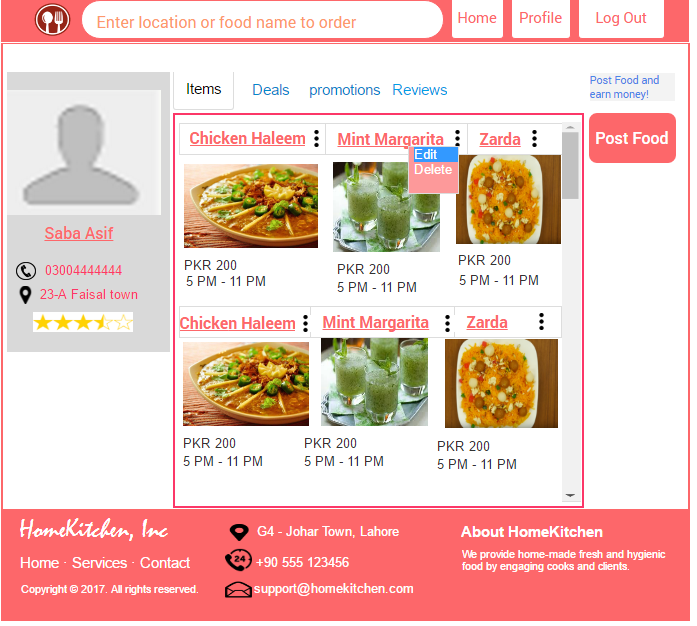 Enter location or food name to order
Home
Profile
Log Out
Items
Deals
promotions
Reviews
Post Food and
earn money!
Post Food
Saba Asif
03004444444
23-A Faisal town
Chicken Haleem
Mint Margarita
Zarda
Edit
Delete
PKR 200
5 PM - 11 PM
PKR 200
5 PM - 11 PM
PKR 200
5 PM - 11 PM
Chicken Haleem
Mint Margarita
Zarda
PKR 200
5 PM - 11 PM
PKR 200
5 PM - 11 PM
PKR 200
5 PM - 11 PM
HomeKitchen, Inc
Home · Services · Contact
Copyright © 2017. All rights reserved.
G4 - Johar Town, Lahore
24
+90 555 123456
support@homekitchen.com
About HomeKitchen
We provide home-made fresh and hygienic
food by engaging cooks and clients.